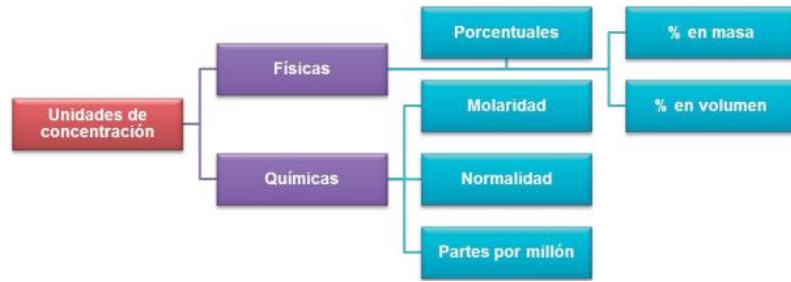 Unidades de
concentración
Físicas
Químicas
Porcentuales
% en masa
% en volumen
Molaridad
Normalidad
Partes por millón